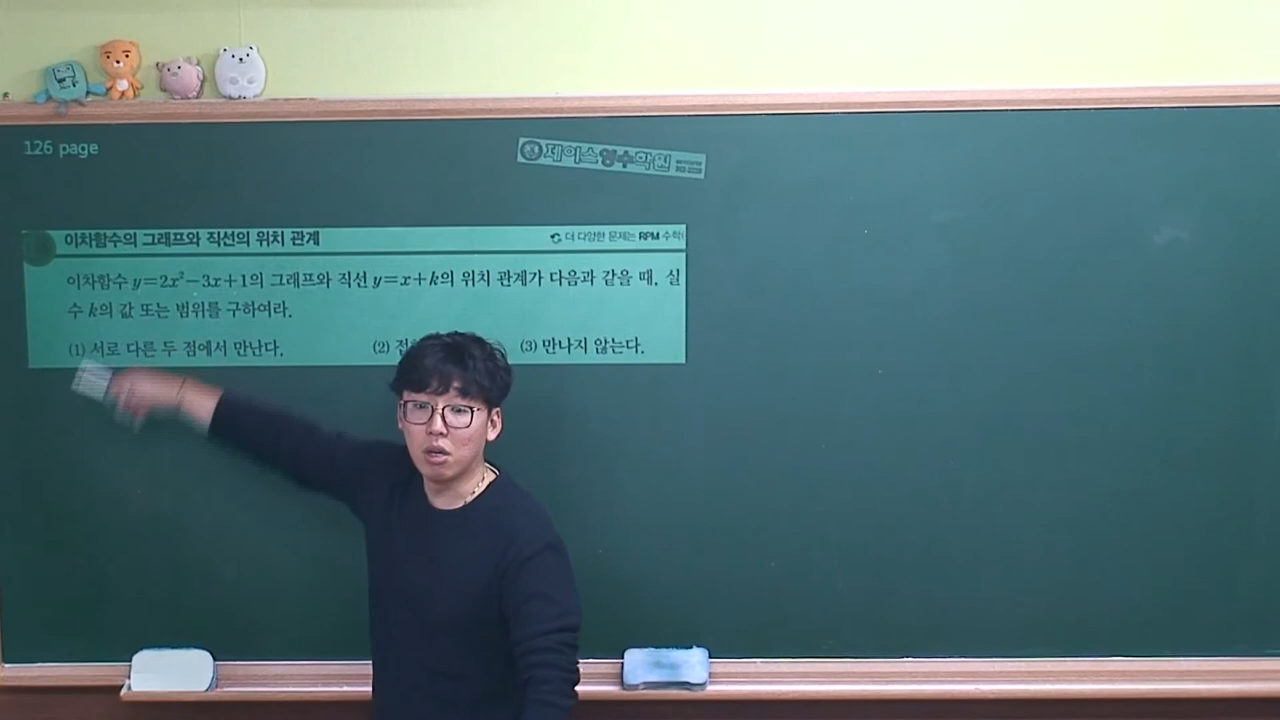 126 page
제이스영수학원
이차함수의 그래프와 직선의 위치 관계
더 다양한 문제는 RPM 수학(
이차함수 y=2x²−3x+1의 그래프와 직선 y=x+k의 위치 관계가 다음과 같을 때, 실
수 k의 값 또는 범위를 구하여라.
(1) 서로 다른 두 점에서 만난다. (2) 접 (3) 만나지 않는다.